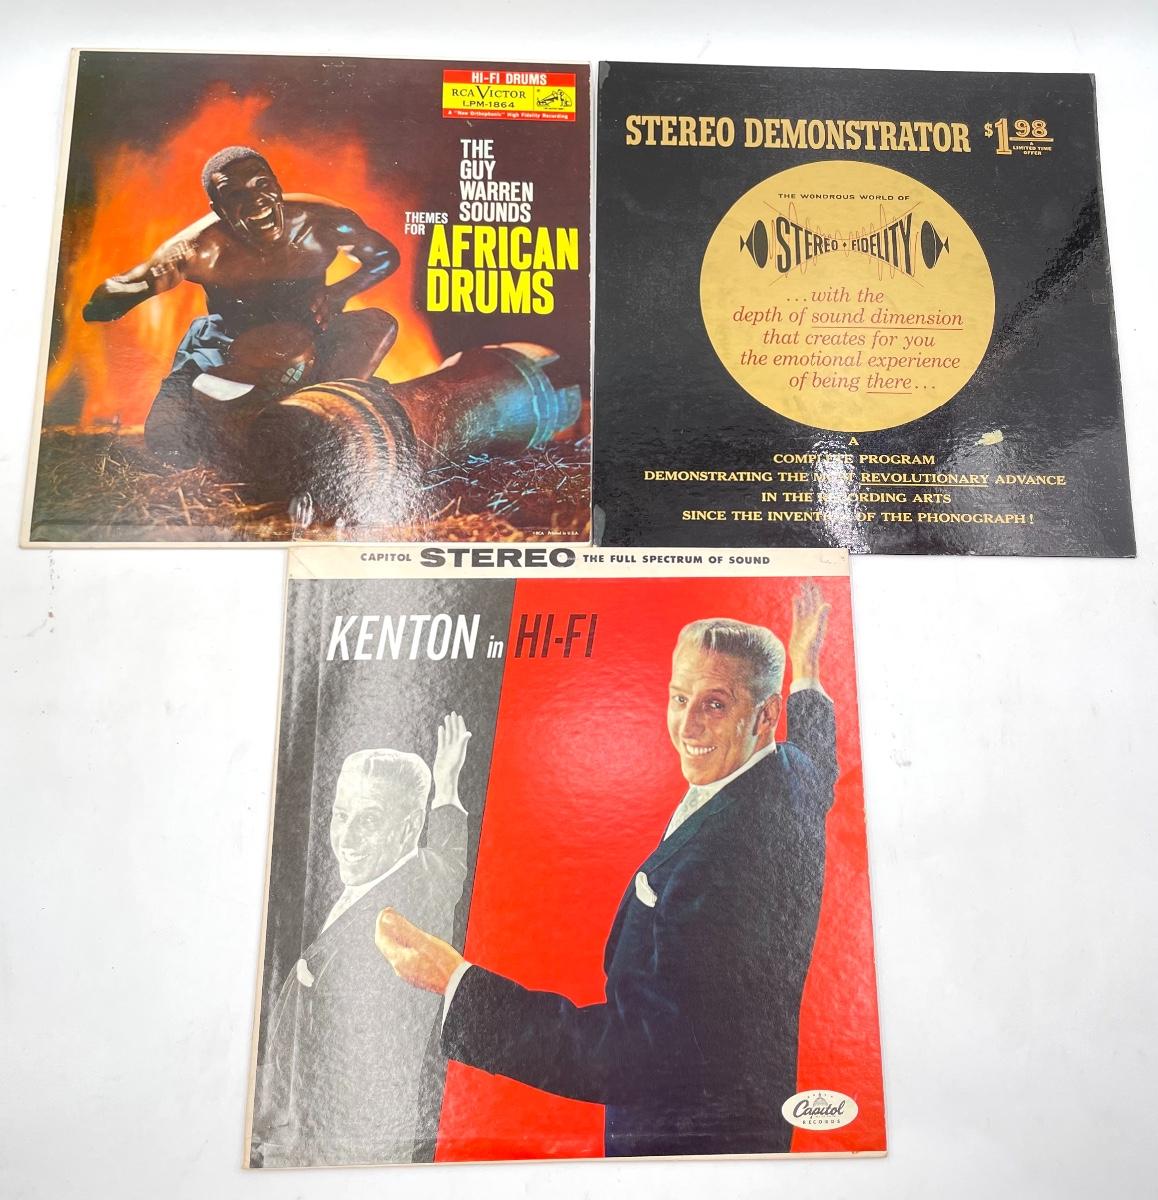 HI-FI DRUMS
RCA VICTOR
LPM-1864
A "New Orthophonic" High Fidelity Recording
THE
GUY
WARREN
SOUNDS
THEMES
FOR
AFRICAN
DRUMS
©RCA Printed in U.S.A.
STEREO DEMONSTRATOR $1.98
A
LIMITED TIME
OFFER
THE WONDROUS WORLD OF
STEREO • FIDELITY
...with the
depth of sound dimension
that creates for you
the emotional experience
of being there...
A
COMPLETE PROGRAM
DEMONSTRATING THE MOST REVOLUTIONARY ADVANCE
IN THE RECORDING ARTS
SINCE THE INVENTION OF THE PHONOGRAPH!
CAPITOL STEREO THE FULL SPECTRUM OF SOUND
KENTON in HI-FI
Capitol
RECORDS